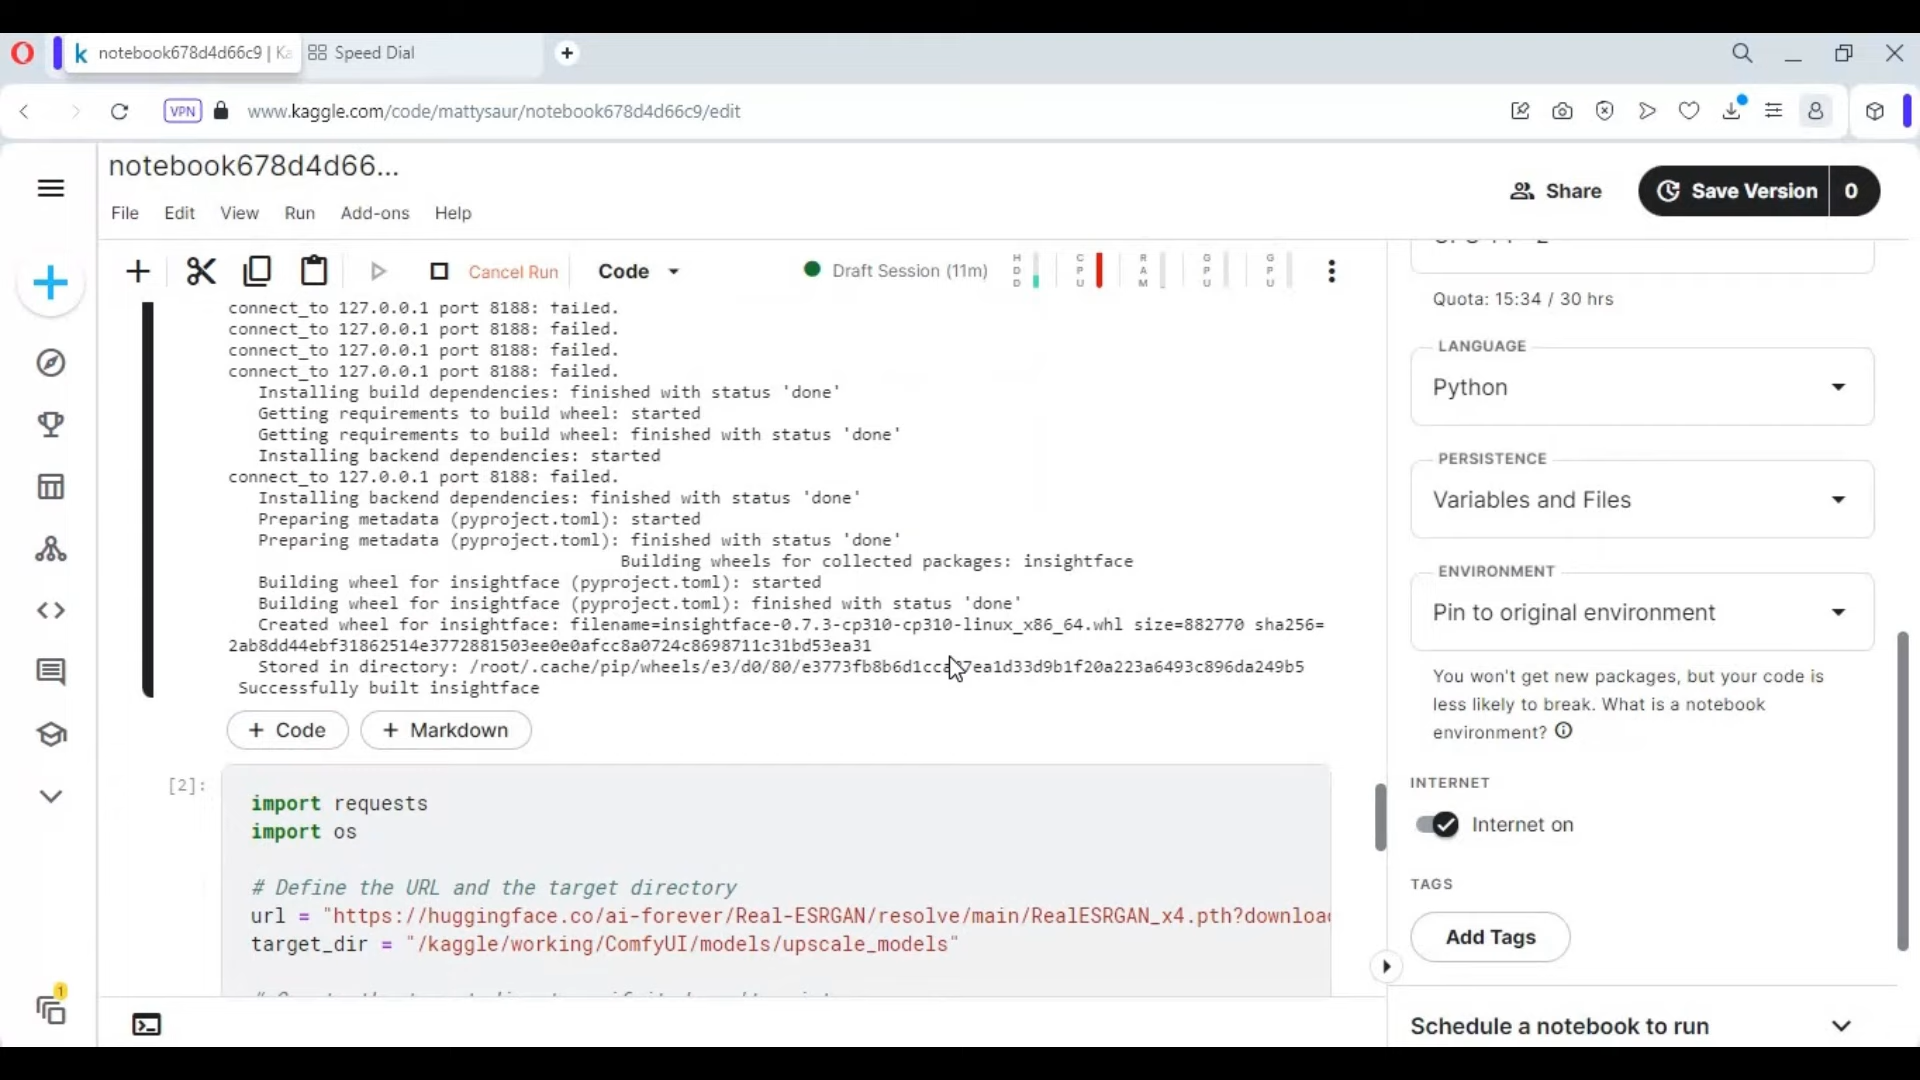 notebook678d4d66c9 | Ka
Speed Dial
VPN
www.kaggle.com/code/mattysaur/notebook678d4d66c9/edit
notebook678d4d66...
File Edit View Run Add-ons Help
Share
Save Version 0
Cancel Run
Code
Draft Session (11m)
HDD
CPU
RAM
GPU
GPU
connect_to 127.0.0.1 port 8188: failed.
connect_to 127.0.0.1 port 8188: failed.
connect_to 127.0.0.1 port 8188: failed.
connect_to 127.0.0.1 port 8188: failed.
Installing build dependencies: finished with status 'done'
Getting requirements to build wheel: started
Getting requirements to build wheel: finished with status 'done'
Installing backend dependencies: started
connect_to 127.0.0.1 port 8188: failed.
Installing backend dependencies: finished with status 'done'
Preparing metadata (pyproject.toml): started
Preparing metadata (pyproject.toml): finished with status 'done'
Building wheels for collected packages: insightface
Building wheel for insightface (pyproject.toml): started
Building wheel for insightface (pyproject.toml): finished with status 'done'
Created wheel for insightface: filename=insightface-0.7.3-cp310-cp310-linux_x86_64.whl size=882770 sha256=
2ab8dd44ebf31862514e3772881503ee0e0afcc8a0724c8698711c31bd53ea31
Stored in directory:
Successfully built insightface
+ Code
+ Markdown
[2]:
import requests
import os
# Define the URL and the target directory
url = "https://huggingface.co/ai-forever/Real-ESRGAN/resolve/main/RealESRGAN_x4.pth?downloa
target_dir = "/kaggle/working/ComfyUI/models/upscale_models"
Quota: 15:34 / 30 hrs
LANGUAGE
Python
PERSISTENCE
Variables and Files
ENVIRONMENT
Pin to original environment
You won't get new packages, but your code is
less likely to break. What is a notebook
environment?
INTERNET
Internet on
TAGS
Add Tags
Schedule a notebook to run
1